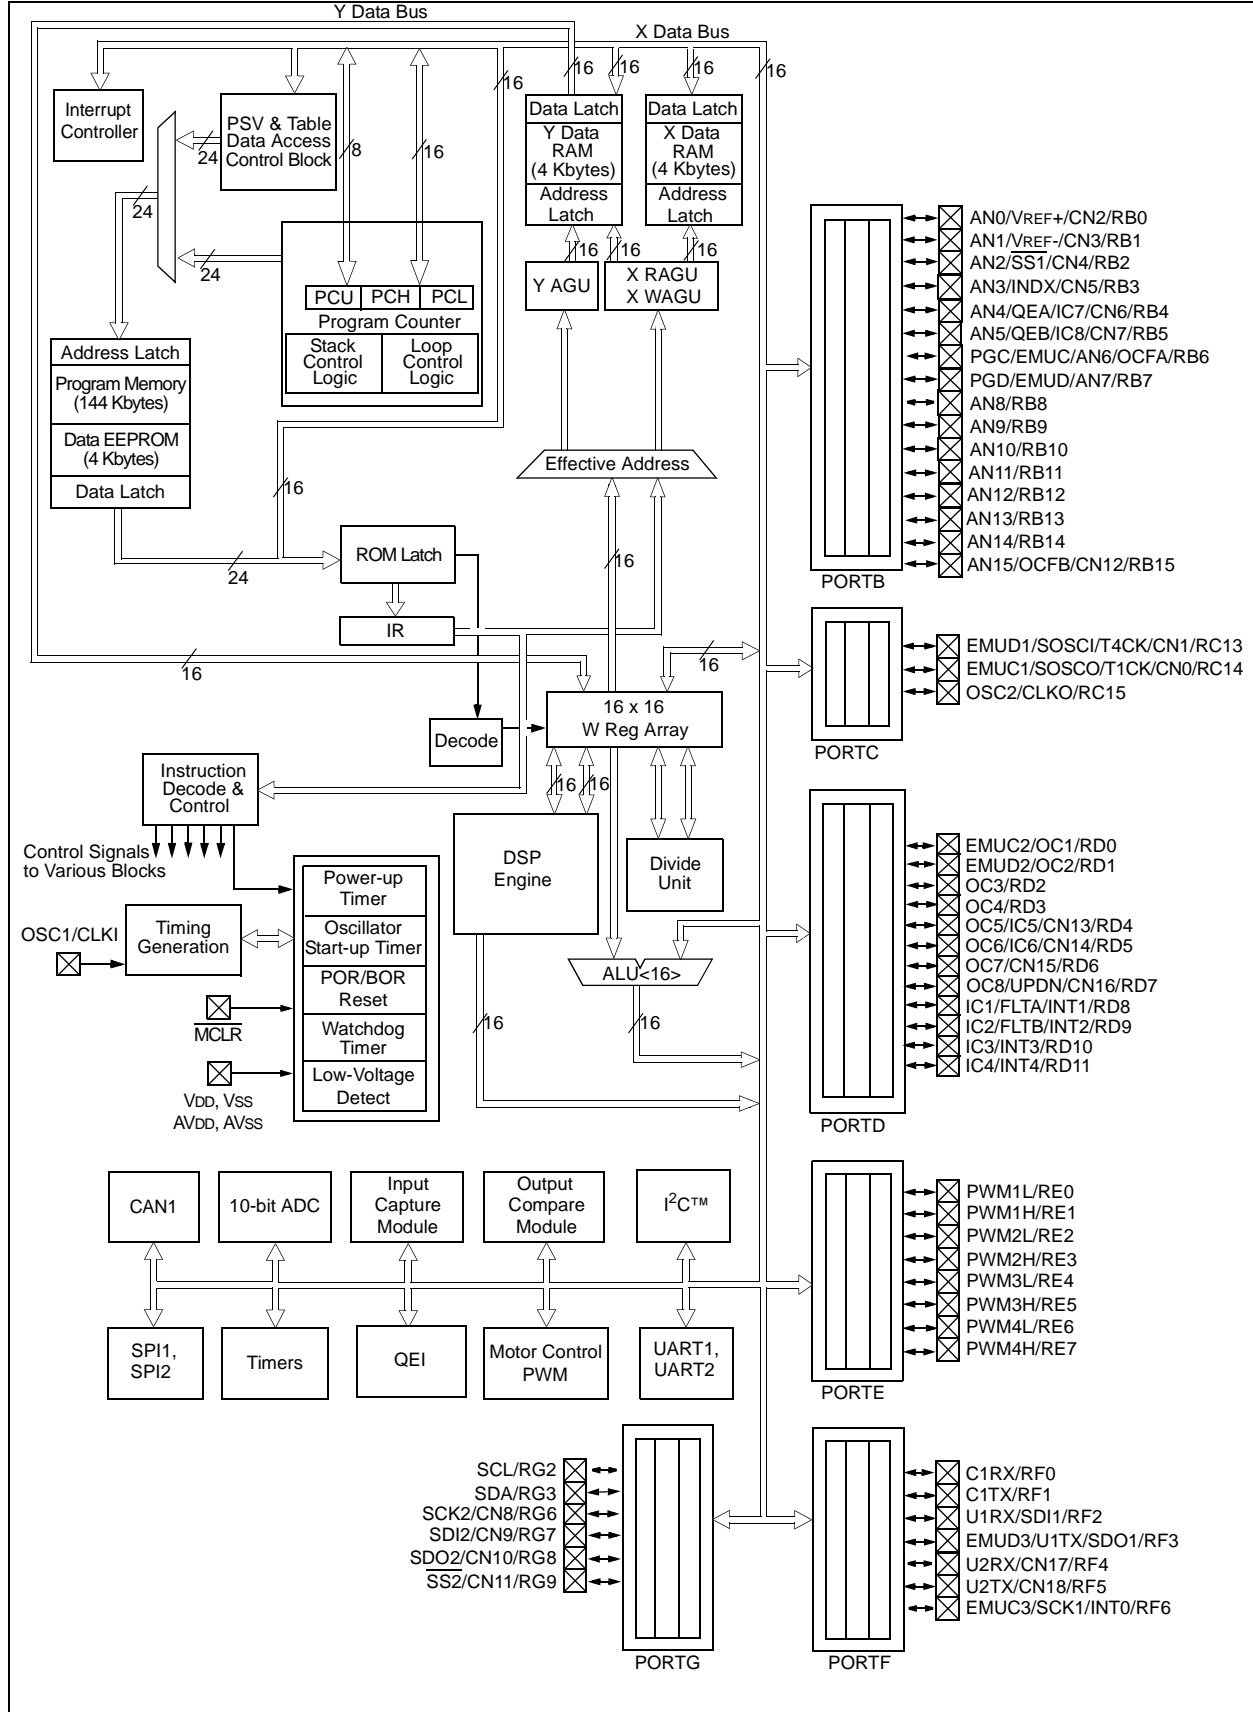 Y Data Bus
X Data Bus
16
16
16
16
16
Interrupt
Controller
PSV & Table
Data Access
Control Block
24
8
16
24
24
Data Latch
Y Data
RAM
(4 Kbytes)
Address
Latch
Data Latch
X Data
RAM
(4 Kbytes)
Address
Latch
16
16
16
Y AGU
X RAGU
X WAGU
PCU
PCH
PCL
Program Counter
Stack
Control
Logic
Loop
Control
Logic
Address Latch
Program Memory
(144 Kbytes)
Data EEPROM
(4 Kbytes)
Data Latch
16
24
Effective Address
ROM Latch
16
IR
16
16
16 x 16
W Reg Array
Decode
16
16
Instruction
Decode &
Control
Control Signals
to Various Blocks
DSP
Engine
Divide
Unit
Power-up
Timer
Oscillator
Start-up Timer
POR/BOR
Reset
Watchdog
Timer
Low-Voltage
Detect
OSC1/CLKI
Timing
Generation
MCLR
VDD, VSS
AVDD, AVSS
ALU<16>
16
16
CAN1
10-bit ADC
Input
Capture
Module
Output
Compare
Module
I2C™
SPI1,
SPI2
Timers
QEI
Motor Control
PWM
UART1,
UART2
AN0/VREF+/CN2/RB0
AN1/VREF-/CN3/RB1
AN2/SS1/CN4/RB2
AN3/INDX/CN5/RB3
AN4/QEA/IC7/CN6/RB4
AN5/QEB/IC8/CN7/RB5
PGC/EMUC/AN6/OCFA/RB6
PGD/EMUD/AN7/RB7
AN8/RB8
AN9/RB9
AN10/RB10
AN11/RB11
AN12/RB12
AN13/RB13
AN14/RB14
AN15/OCFB/CN12/RB15
PORTB
EMUD1/SOSCI/T4CK/CN1/RC13
EMUC1/SOSCO/T1CK/CN0/RC14
OSC2/CLKO/RC15
PORTC
EMUC2/OC1/RD0
EMUD2/OC2/RD1
OC3/RD2
OC4/RD3
OC5/IC5/CN13/RD4
OC6/IC6/CN14/RD5
OC7/CN15/RD6
OC8/UPDN/CN16/RD7
IC1/FLTA/INT1/RD8
IC2/FLTB/INT2/RD9
IC3/INT3/RD10
IC4/INT4/RD11
PORTD
PWM1L/RE0
PWM1H/RE1
PWM2L/RE2
PWM2H/RE3
PWM3L/RE4
PWM3H/RE5
PWM4L/RE6
PWM4H/RE7
PORTE
SCL/RG2
SDA/RG3
SCK2/CN8/RG6
SDI2/CN9/RG7
SDO2/CN10/RG8
SS2/CN11/RG9
PORTG
C1RX/RF0
C1TX/RF1
U1RX/SDI1/RF2
EMUD3/U1TX/SDO1/RF3
U2RX/CN17/RF4
U2TX/CN18/RF5
EMUC3/SCK1/INT0/RF6
PORTF